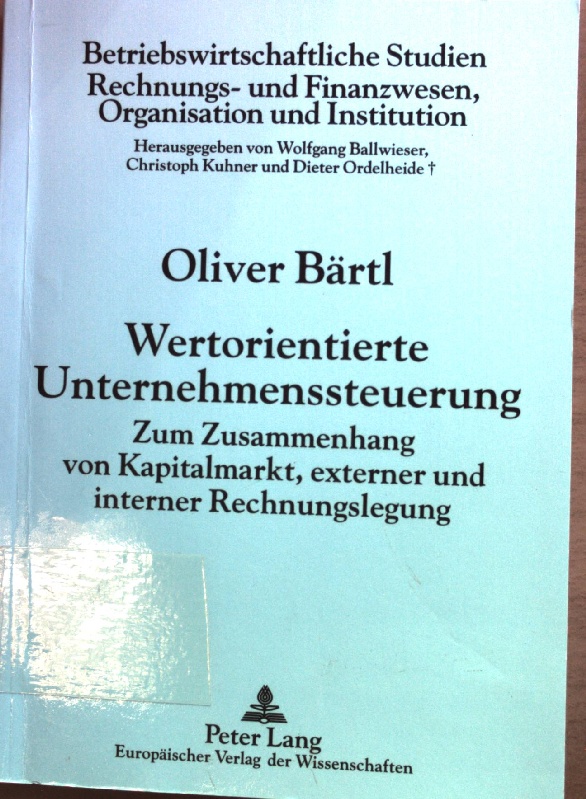 Betriebswirtschaftliche Studien
Rechnungs- und Finanzwesen,
Organisation und Institution
Herausgegeben von Wolfgang Ballwieser,
Christoph Kuhner und Dieter Ordelheide †
Oliver Bärtl
Wertorientierte
Unternehmenssteuerung
Zum Zusammenhang
von Kapitalmarkt, externer und
interner Rechnungslegung
Peter Lang
Europäischer Verlag der Wissenschaften